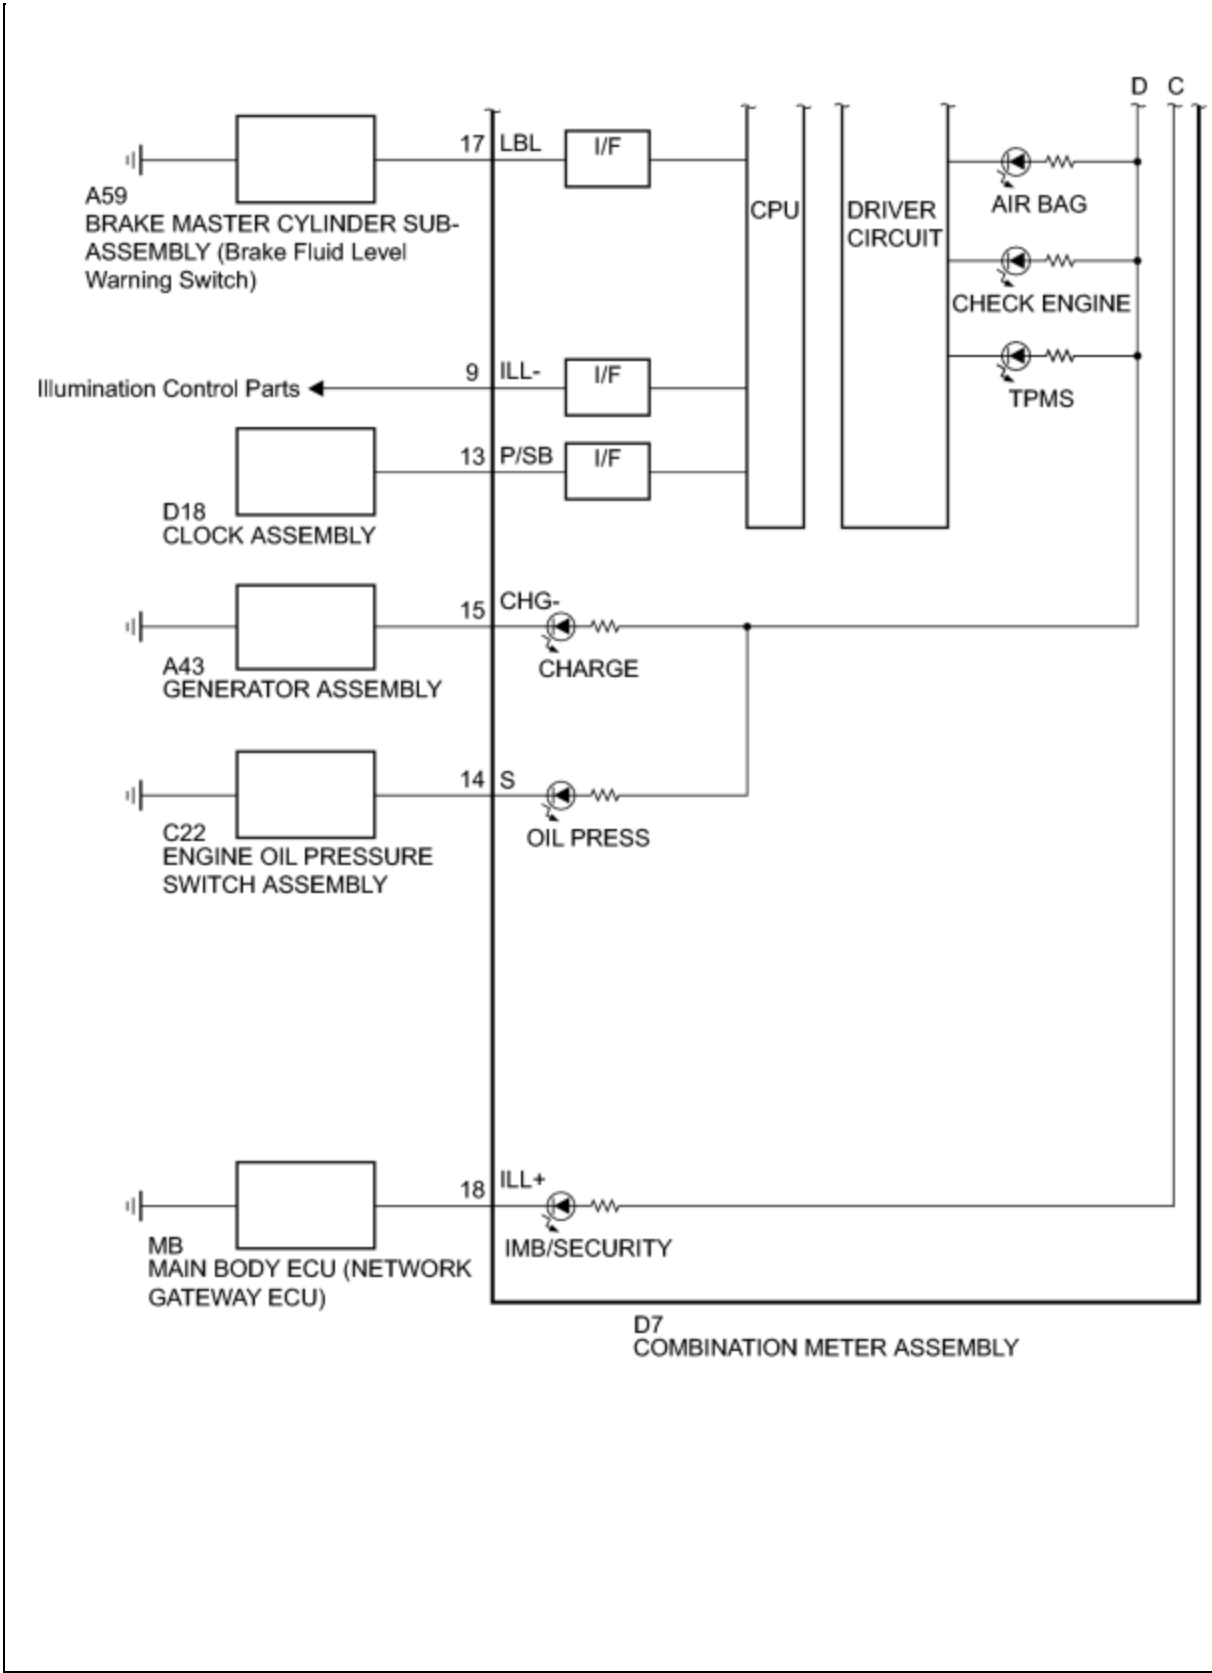 D C
17 LBL
I/F
A59
BRAKE MASTER CYLINDER SUB-
ASSEMBLY (Brake Fluid Level
Warning Switch)
CPU
DRIVER
CIRCUIT
AIR BAG
CHECK ENGINE
TPMS
Illumination Control Parts
9 ILL-
I/F
13 P/SB
I/F
D18
CLOCK ASSEMBLY
15 CHG-
CHARGE
A43
GENERATOR ASSEMBLY
14 S
OIL PRESS
C22
ENGINE OIL PRESSURE
SWITCH ASSEMBLY
18 ILL+
IMB/SECURITY
MB
MAIN BODY ECU (NETWORK
GATEWAY ECU)
D7
COMBINATION METER ASSEMBLY